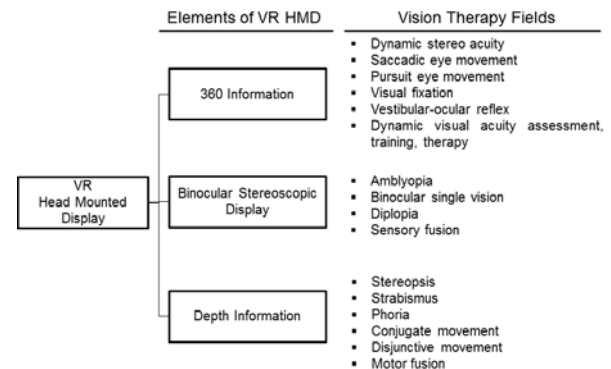 Elements of VR HMD
Vision Therapy Fields
VR
Head Mounted
Display
360 Information
▪ Dynamic stereo acuity
▪ Saccadic eye movement
▪ Pursuit eye movement
▪ Visual fixation
▪ Vestibular-ocular reflex
▪ Dynamic visual acuity assessment,
training, therapy
Binocular Stereoscopic
Display
▪ Amblyopia
▪ Binocular single vision
▪ Diplopia
▪ Sensory fusion
Depth Information
▪ Stereopsis
▪ Strabismus
▪ Phoria
▪ Conjugate movement
▪ Disjunctive movement
▪ Motor fusion